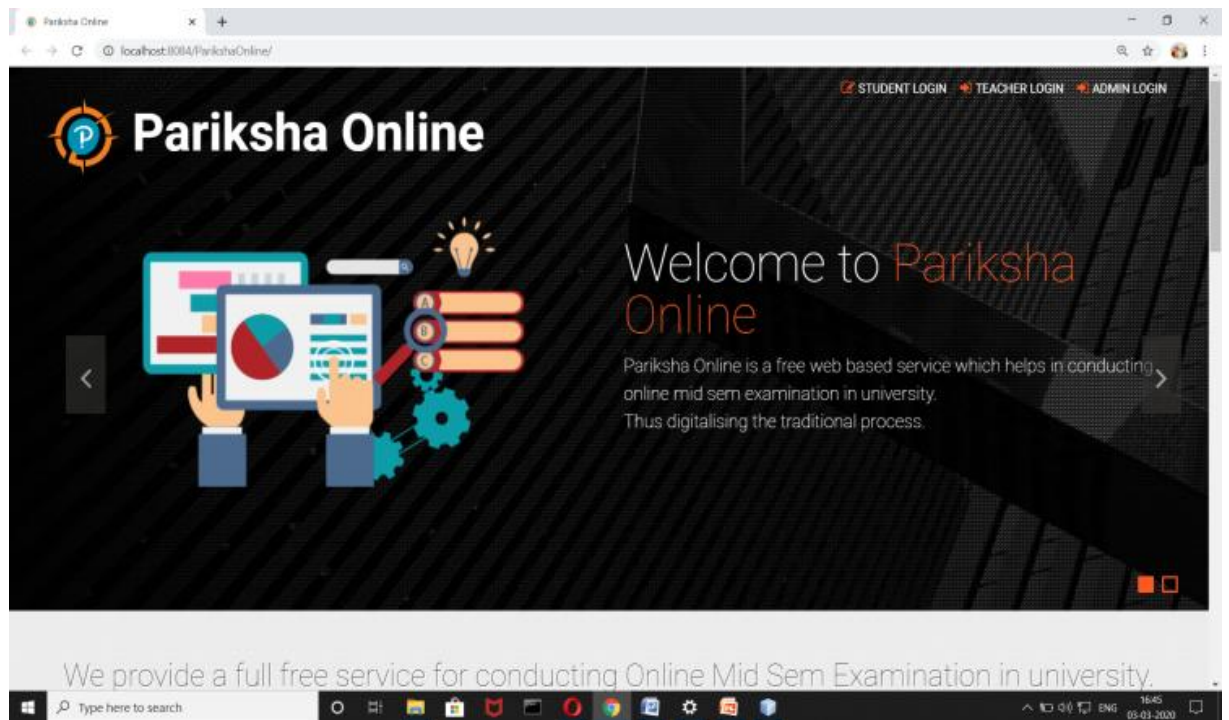 Pariksha Online
localhost:8084/ParikshaOnline/
STUDENT LOGIN TEACHER LOGIN ADMIN LOGIN
P
Pariksha Online
A
B
C
Welcome to Pariksha
Online
Pariksha Online is a free web based service which helps in conducting
online mid sem examination in university.
Thus digitalising the traditional process.
We provide a full free service for conducting Online Mid Sem Examination in university.
Type here to search
ENG
16:45
03-03-2020